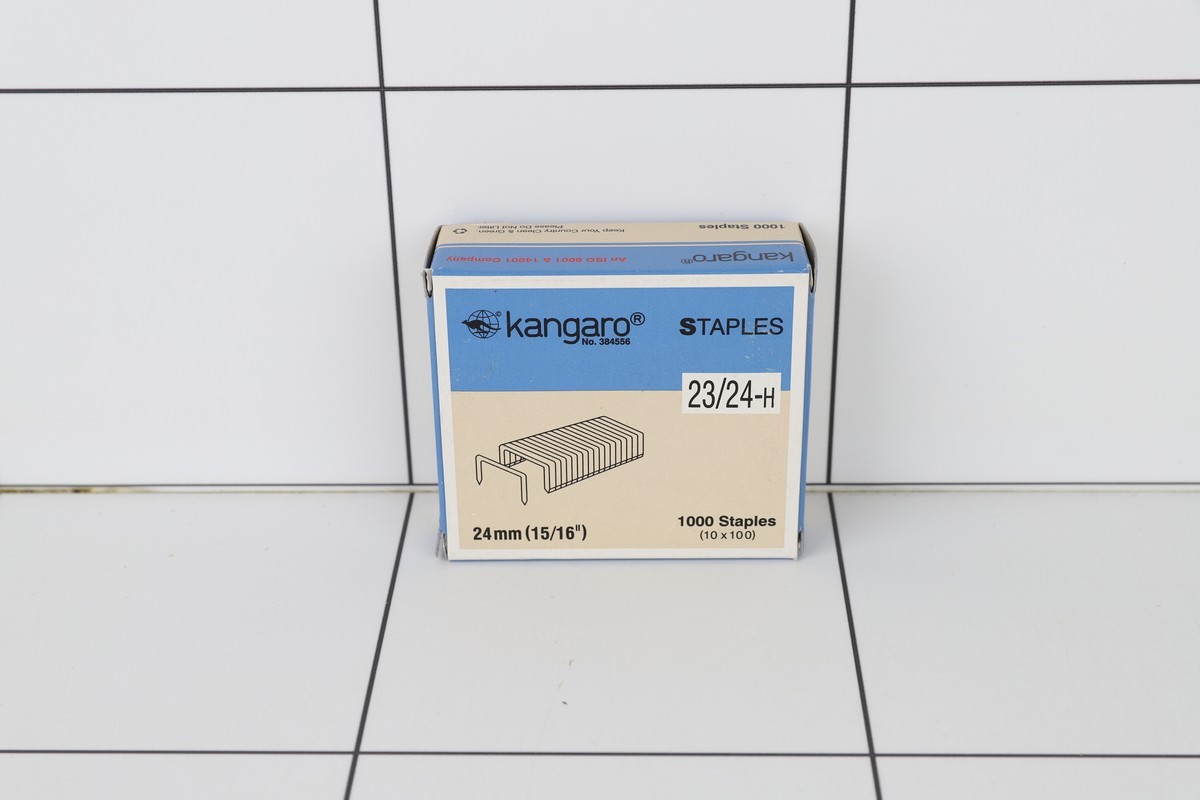 Keep Your Country Clean & Green
Please Do Not Litter
1000 Staples
An ISO 9001 & 14001 Company
kangaro®
© kangaro®
No. 384556
STAPLES
23/24-H
24mm (15/16")
1000 Staples
(10 x 100)